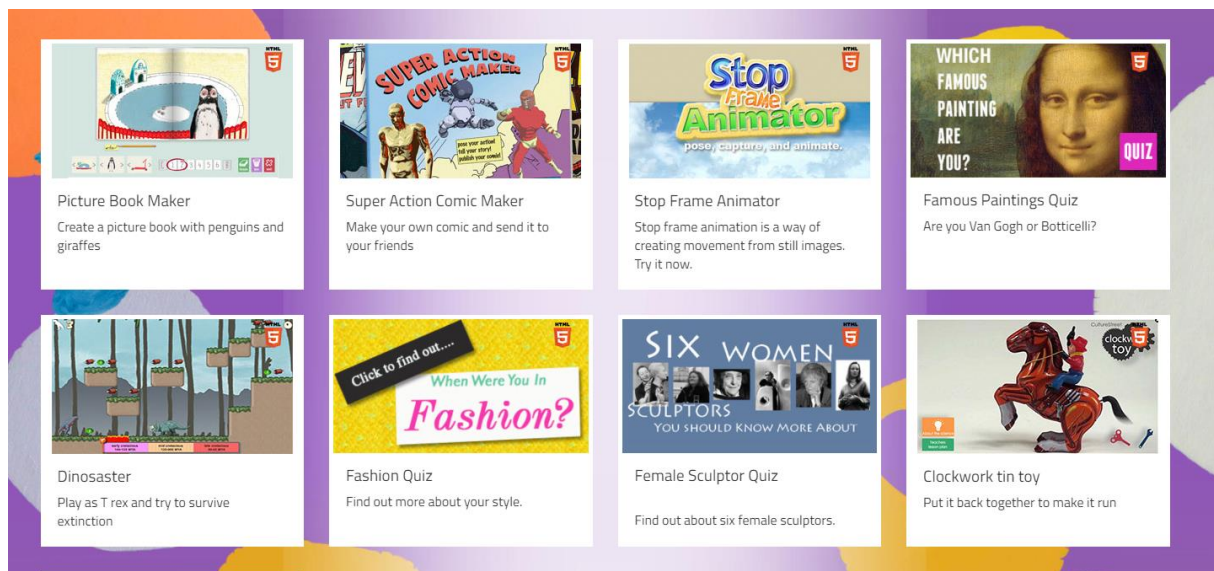 HTML
5
Picture Book Maker
Create a picture book with penguins and
giraffes
SUPER ACTION
COMIC MAKER
pose your action!
tell your story!
publish your comic!
HTML
5
Super Action Comic Maker
Make your own comic and send it to
your friends
Stop
Frame
Animator
pose, capture, and animate.
HTML
5
Stop Frame Animator
Stop frame animation is a way of
creating movement from still images.
Try it now.
WHICH
FAMOUS
PAINTING
ARE
YOU?
HTML
5
QUIZ
Famous Paintings Quiz
Are you Van Gogh or Botticelli?
HTML
5
Dinosaster
Play as T rex and try to survive
extinction
Click to find out....
When Were You In
Fashion?
HTML
5
Fashion Quiz
Find out more about your style.
SIX WOMEN
SCULPTORS
YOU SHOULD KNOW MORE ABOUT
HTML
5
Female Sculptor Quiz
Find out about six female sculptors.
HTML
5
toy
Clockwork tin toy
Put it back together to make it run